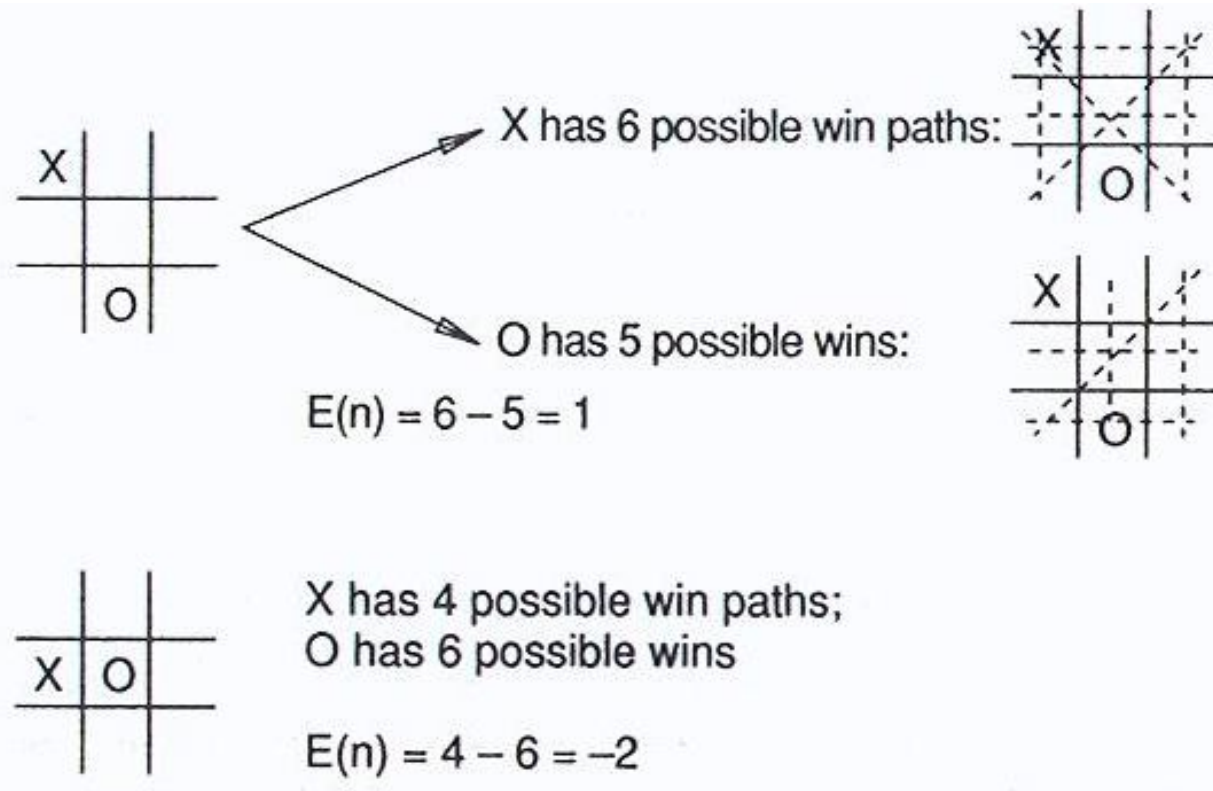 X
X has 6 possible win paths:
O
X
O
X
O has 5 possible wins:
O
E(n) = 6 – 5 = 1
X has 4 possible win paths;
O has 6 possible wins
X O
E(n) = 4 – 6 = –2